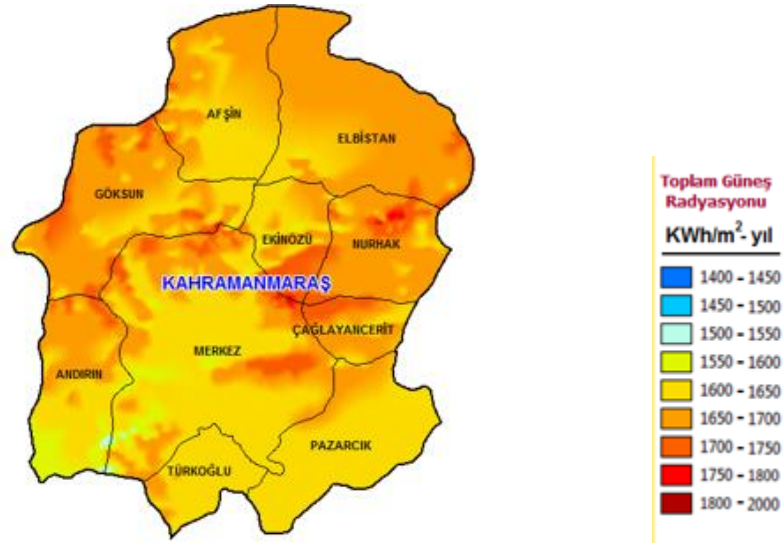 AFŞİN
ELBİSTAN
GÖKSUN
EKİNÖZÜ
NURHAK
KAHRAMANMARAŞ
ÇAĞLAYANCERİT
MERKEZ
ANDIRIN
PAZARCIK
TÜRKOĞLU
Toplam Güneş
Radyasyonu
KWh/m²- yıl
1400 - 1450
1450 - 1500
1500 - 1550
1550 - 1600
1600 - 1650
1650 - 1700
1700 - 1750
1750 - 1800
1800 - 2000